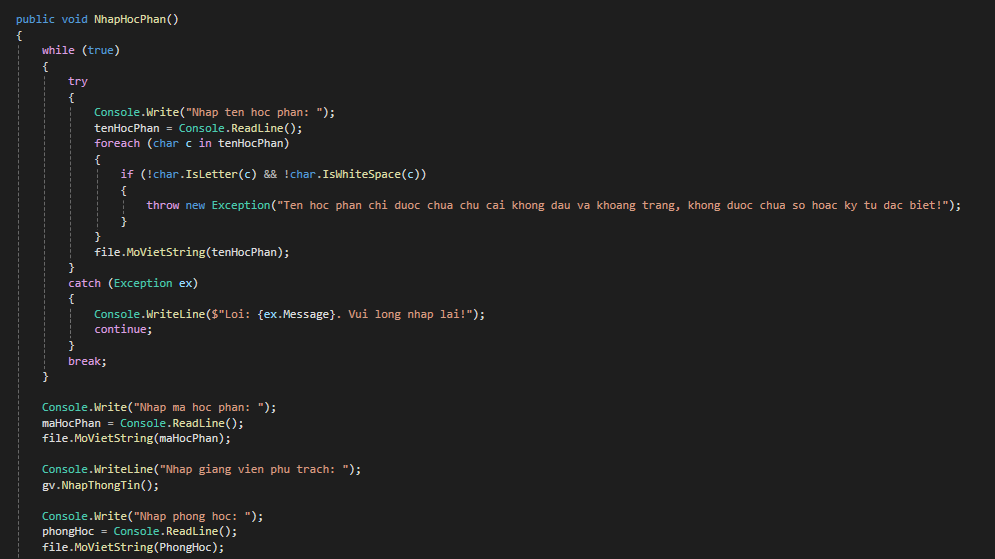 public void NhapHocPhan()
{
while (true)
{
try
{
Console.Write("Nhap ten hoc phan: ");
tenHocPhan = Console.ReadLine();
foreach (char c in tenHocPhan)
{
if (!char.IsLetter(c) && !char.IsWhiteSpace(c))
{
throw new Exception("Ten hoc phan chi duoc chua chu cai khong dau va khoang trang, khong duoc chua so hoac ky tu dac biet!");
}
}
file.MoVietString(tenHocPhan);
}
catch (Exception ex)
{
Console.WriteLine($"Loi: {ex.Message}. Vui long nhap lai!");
continue;
}
break;
}
Console.Write("Nhap ma hoc phan: ");
maHocPhan = Console.ReadLine();
file.MoVietString(maHocPhan);
Console.WriteLine("Nhap giang vien phu trach: ");
gv.NhapThongTin();
Console.Write("Nhap phong hoc: ");
phongHoc = Console.ReadLine();
file.MoVietString(PhongHoc);